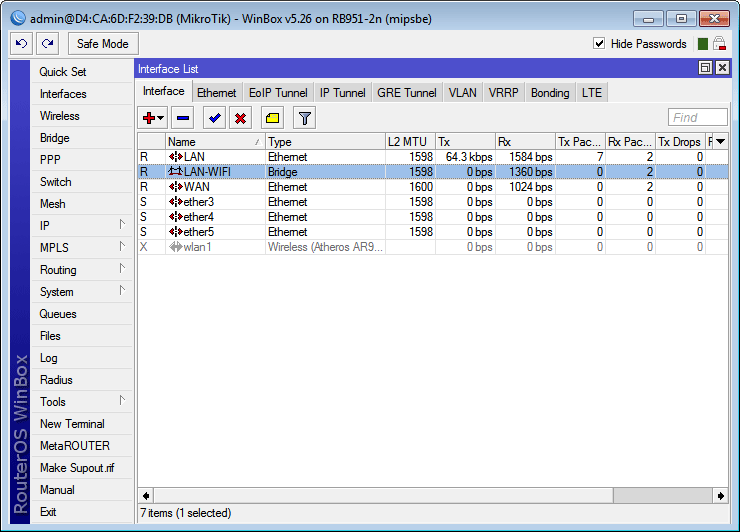 admin@D4:CA:6D:F2:39:DB (MikroTik) - WinBox v5.26 on RB951-2n (mipsbe)
Safe Mode
Hide Passwords
RouterOS WinBox
Quick Set
Interfaces
Wireless
Bridge
PPP
Switch
Mesh
IP
MPLS
Routing
System
Queues
Files
Log
Radius
Tools
New Terminal
MetaROUTER
Make Supout.rif
Manual
Exit
Interface List
Interface Ethernet EoIP Tunnel IP Tunnel GRE Tunnel VLAN VRRP Bonding LTE
Find
Name Type L2 MTU Tx Rx Tx Pac... Rx Pac... Tx Drops
R LAN Ethernet 1598 64.3 kbps 1584 bps 7 2 0
R LAN-WIFI Bridge 1598 0 bps 1360 bps 0 2 0
R WAN Ethernet 1600 0 bps 1024 bps 0 2 0
S ether3 Ethernet 1598 0 bps 0 bps 0 0 0
S ether4 Ethernet 1598 0 bps 0 bps 0 0 0
S ether5 Ethernet 1598 0 bps 0 bps 0 0 0
X wlan1 Wireless (Atheros AR9... 0 bps 0 bps 0 0 0
7 items (1 selected)